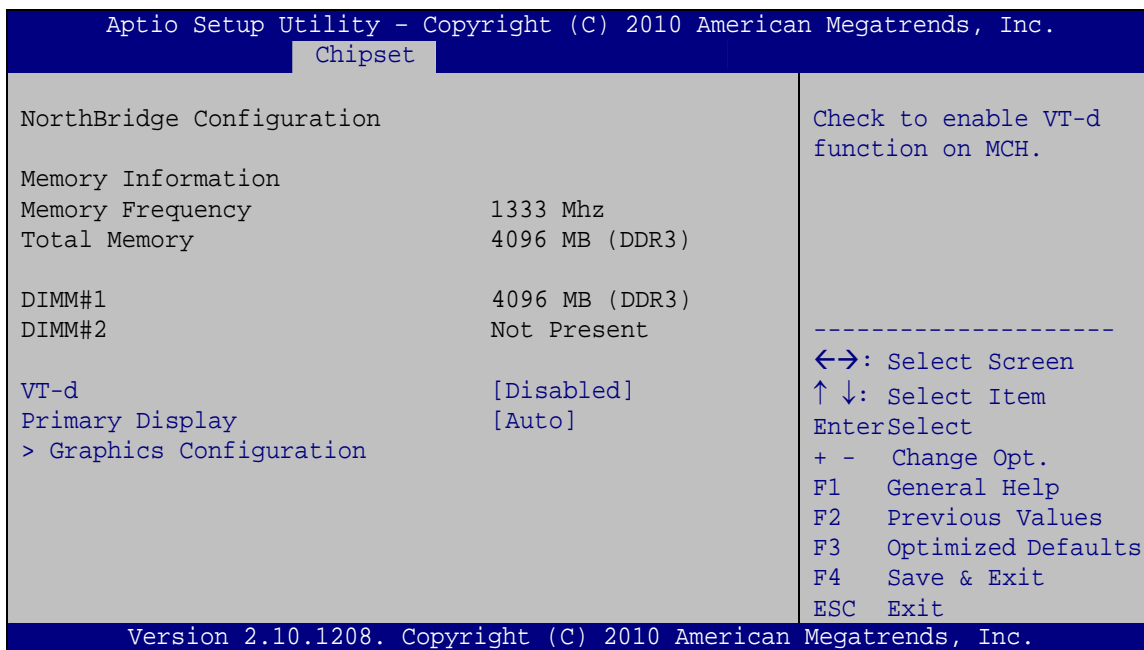 Aptio Setup Utility – Copyright (C) 2010 American Megatrends, Inc.
Chipset
NorthBridge Configuration
Memory Information
Memory Frequency 1333 Mhz
Total Memory 4096 MB (DDR3)
DIMM#1 4096 MB (DDR3)
DIMM#2 Not Present
VT-d [Disabled]
Primary Display [Auto]
> Graphics Configuration
Check to enable VT-d
function on MCH.
---------------------
←→: Select Screen
↑ ↓: Select Item
EnterSelect
+ - Change Opt.
F1 General Help
F2 Previous Values
F3 Optimized Defaults
F4 Save & Exit
ESC Exit
Version 2.10.1208. Copyright (C) 2010 American Megatrends, Inc.